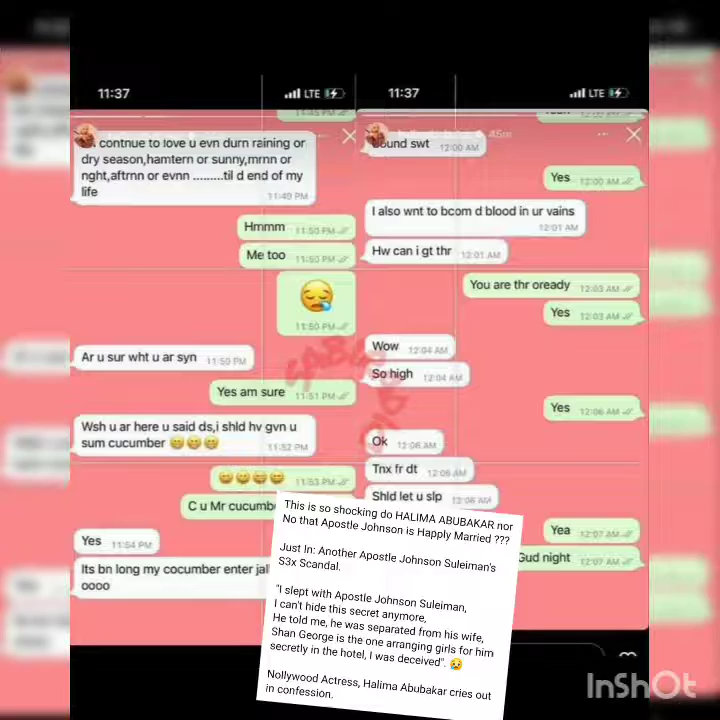 11:37
LTE
contnue to love u evn durn raining or
dry season,hamtern or sunny,mrnn or
nght,aftrnn or evnn .........til d end of my
life
11:49 PM
Hmmm 11:50 PM
Me too 11:50 PM
😪
11:50 PM
Ar u sur wht u ar syn 11:50 PM
Yes am sure 11:51 PM
Wsh u ar here u said ds,i shld hv gvn u
sum cucumber 😄😄😄 11:52 PM
😄😄😄😄 11:53 PM
C u Mr cucumb
Yes 11:54 PM
Its bn long my cocumber enter
oooo
11:37
LTE
45m
ound swt 12:00 AM
Yes 12:00 AM
I also wnt to bcom d blood in ur vains
12:01 AM
Hw can i gt thr 12:01 AM
You are thr oready 12:03 AM
Yes 12:03 AM
Wow 12:04 AM
So high 12:04 AM
Yes 12:06 AM
Ok 12:06 AM
Tnx fr dt 12:06 AM
Shld let u slp 12:06 AM
Yea 12:07 AM
Gud night 12:07 AM
This is so shocking do HALIMA ABUBAKAR nor
No that Apostle Johnson is Happly Married ???
Just In: Another Apostle Johnson Suleiman's
S3x Scandal.
"I slept with Apostle Johnson Suleiman,
I can't hide this secret anymore,
He told me, he was separated from his wife,
Shan George is the one arranging girls for him
secretly in the hotel, I was deceived". 😥
Nollywood Actress, Halima Abubakar cries out
in confession.
InShOt